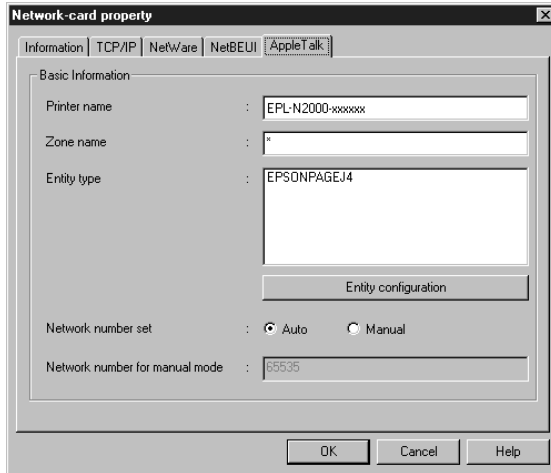 Network-card property
Information TCP/IP NetWare NetBEUI AppleTalk
Basic Information
Printer name : EPL-N2000-xxxxxx
Zone name : *
Entity type : EPSONPAGEJ4
Entity configuration
Network number set : Auto Manual
Network number for manual mode : 65535
OK Cancel Help